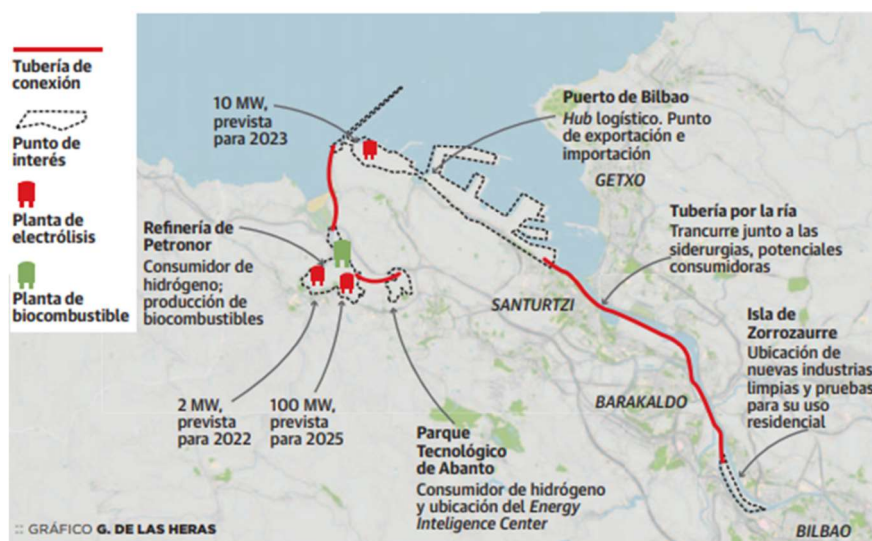 Tubería de
conexión
Punto de
interés
Planta de
electrólisis
Planta de
biocombustible
10 MW,
prevista
para 2023
Puerto de Bilbao
Hub logístico. Punto
de exportación e
importación
GETXO
Refinería de
Petronor
Consumidor de
hidrógeno;
producción de
biocombustibles
Tubería por la ría
Trancurre junto a las
siderurgias, potenciales
consumidoras
SANTURTZI
Isla de
Zorrozaurre
Ubicación de
nuevas industrias
limpias y pruebas
para su uso
residencial
BARAKALDO
2 MW,
prevista
para 2022
100 MW,
prevista
para 2025
Parque
Tecnológico
de Abanto
Consumidor de hidrógeno
y ubicación del Energy
Inteligence Center
BILBAO
:: GRÁFICO G. DE LAS HERAS